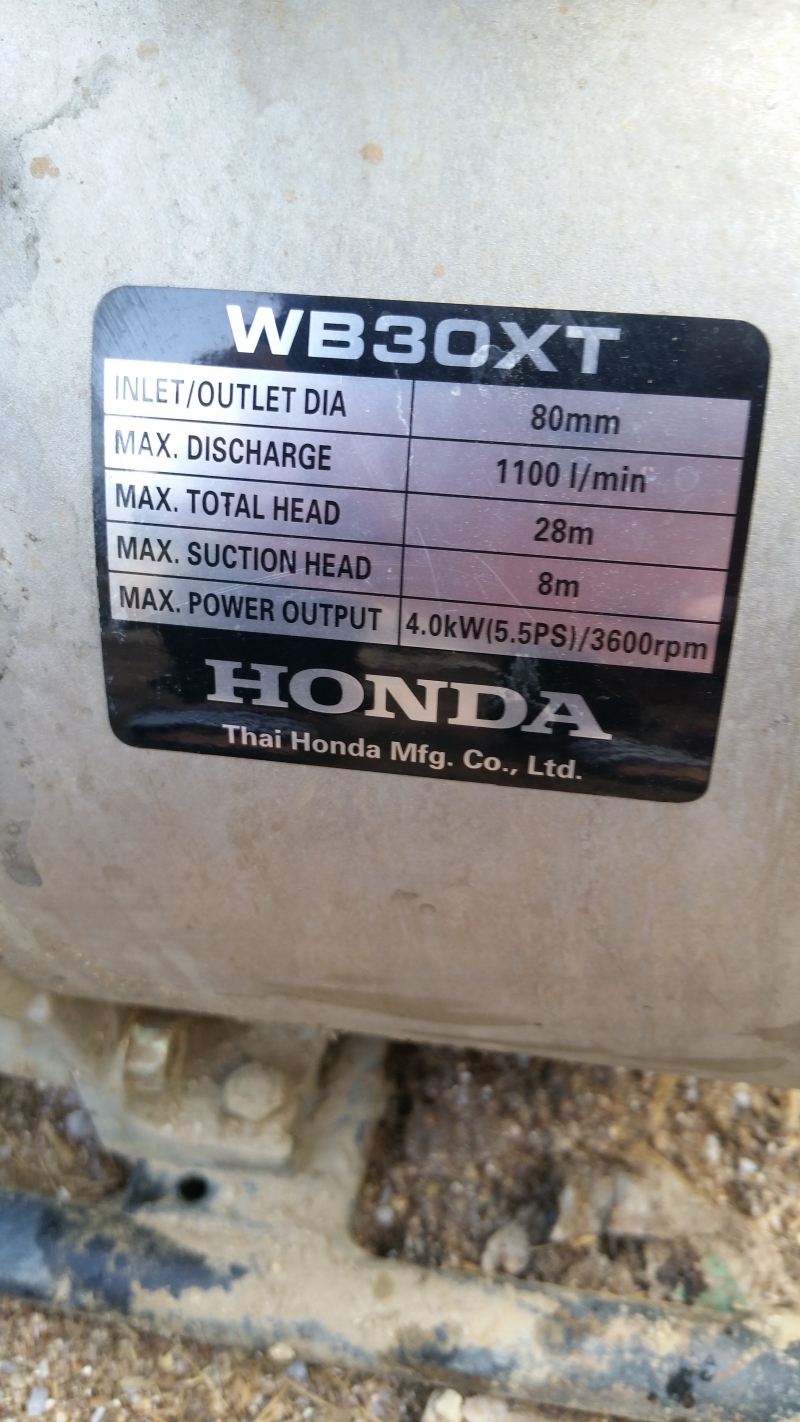 WB30XT
INLET/OUTLET DIA 80mm
MAX. DISCHARGE 1100 l/min
MAX. TOTAL HEAD 28m
MAX. SUCTION HEAD 8m
MAX. POWER OUTPUT 4.0kW(5.5PS)/3600rpm
HONDA
Thai Honda Mfg. Co., Ltd.